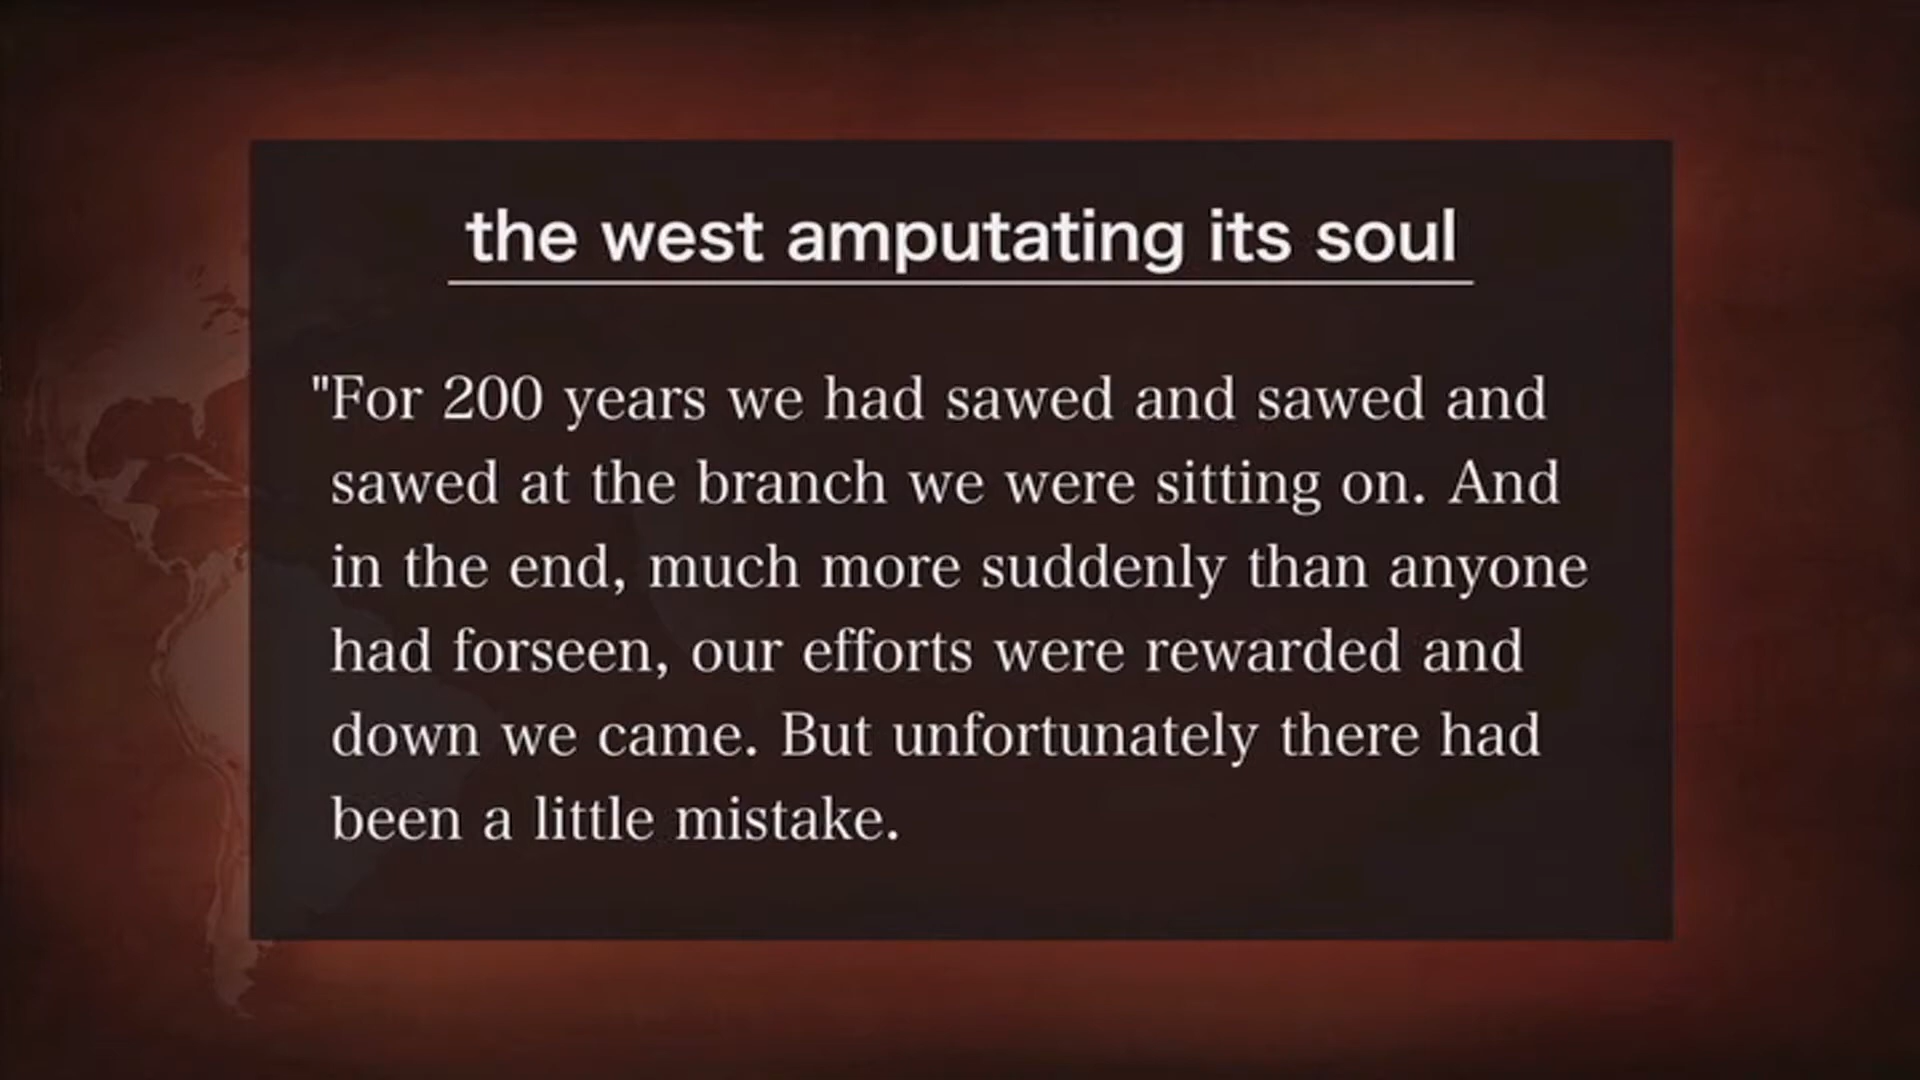 the west amputating its soul
"For 200 years we had sawed and sawed and
sawed at the branch we were sitting on. And
in the end, much more suddenly than anyone
had forseen, our efforts were rewarded and
down we came. But unfortunately there had
been a little mistake.